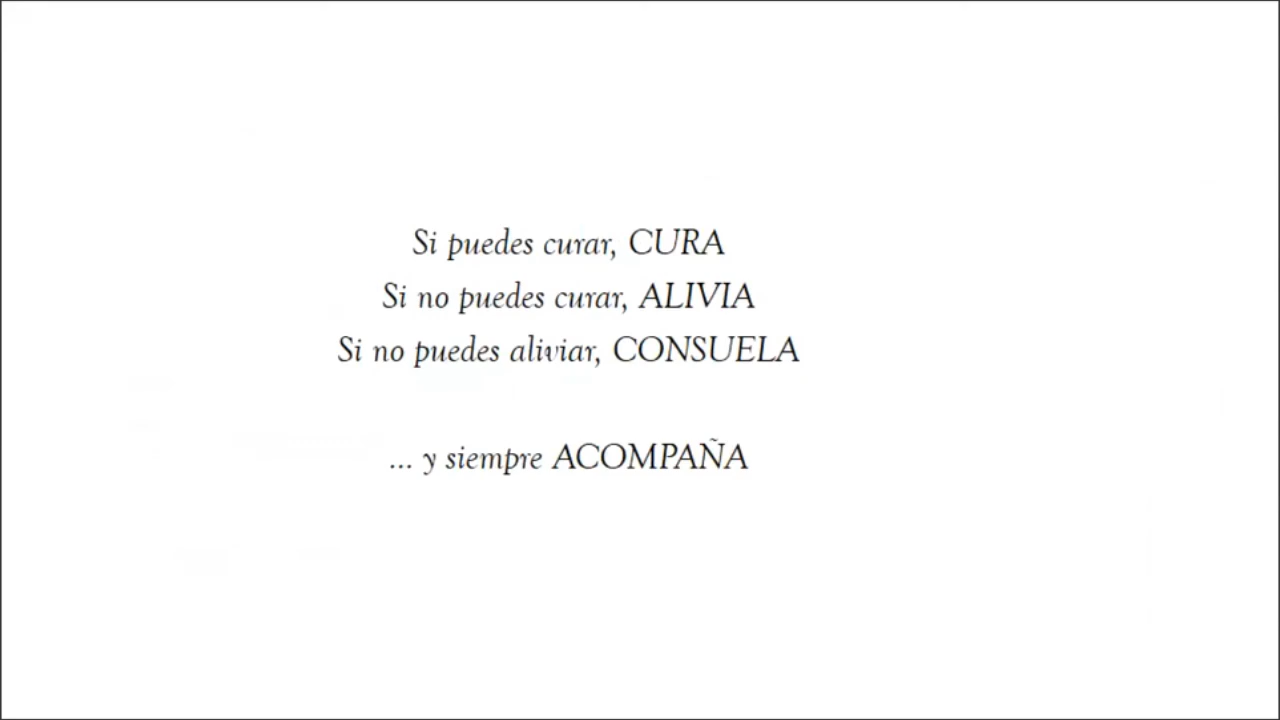 Si puedes curar, CURA
Si no puedes curar, ALIVIA
Si no puedes aliviar, CONSUELA
... y siempre ACOMPAÑA